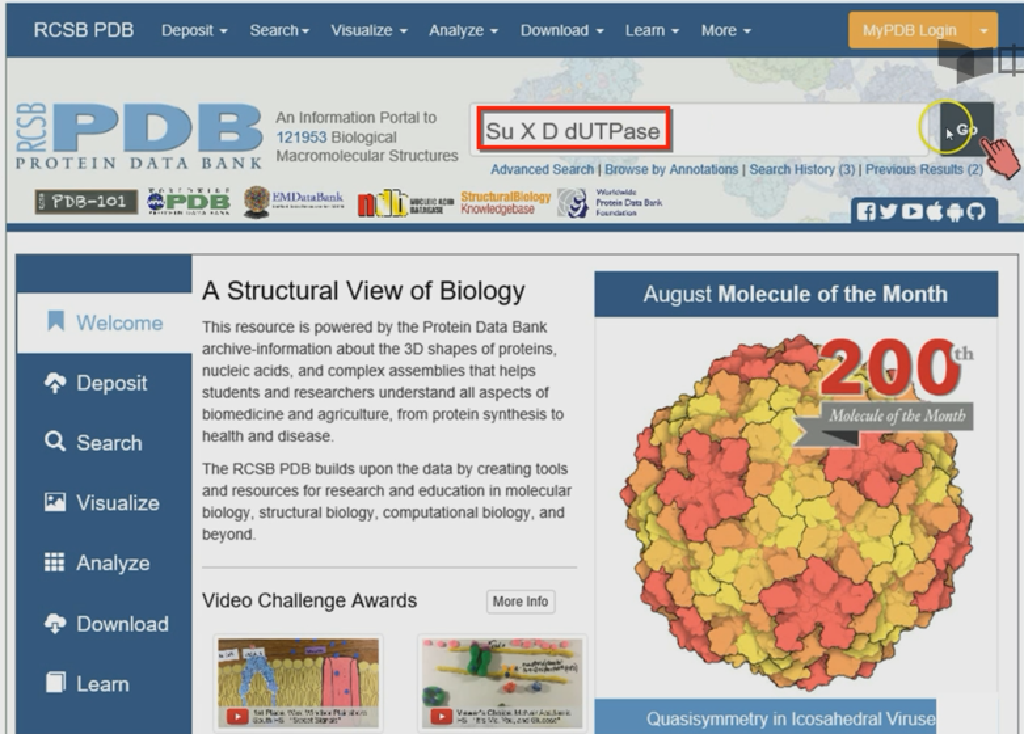 RCSB PDB Deposit Search Visualize Analyze Download Learn More MyPDB Login
中
RCSB PDB
PROTEIN DATA BANK
An Information Portal to
121953 Biological
Macromolecular Structures
Su X D dUTPase
Go
Advanced Search | Browse by Annotations | Search History (3) | Previous Results (2)
PDB-101
PDB
EMDataBank
StructuralBiology
Knowledgebase
Worldwide
Protein Data Bank
Foundation
Welcome
Deposit
Search
Visualize
Analyze
Download
Learn
A Structural View of Biology
This resource is powered by the Protein Data Bank
archive-information about the 3D shapes of proteins,
nucleic acids, and complex assemblies that helps
students and researchers understand all aspects of
biomedicine and agriculture, from protein synthesis to
health and disease.
The RCSB PDB builds upon the data by creating tools
and resources for research and education in molecular
biology, structural biology, computational biology, and
beyond.
Video Challenge Awards More Info
August Molecule of the Month
200th
Molecule of the Month
Quasisymmetry in Icosahedral Viruse